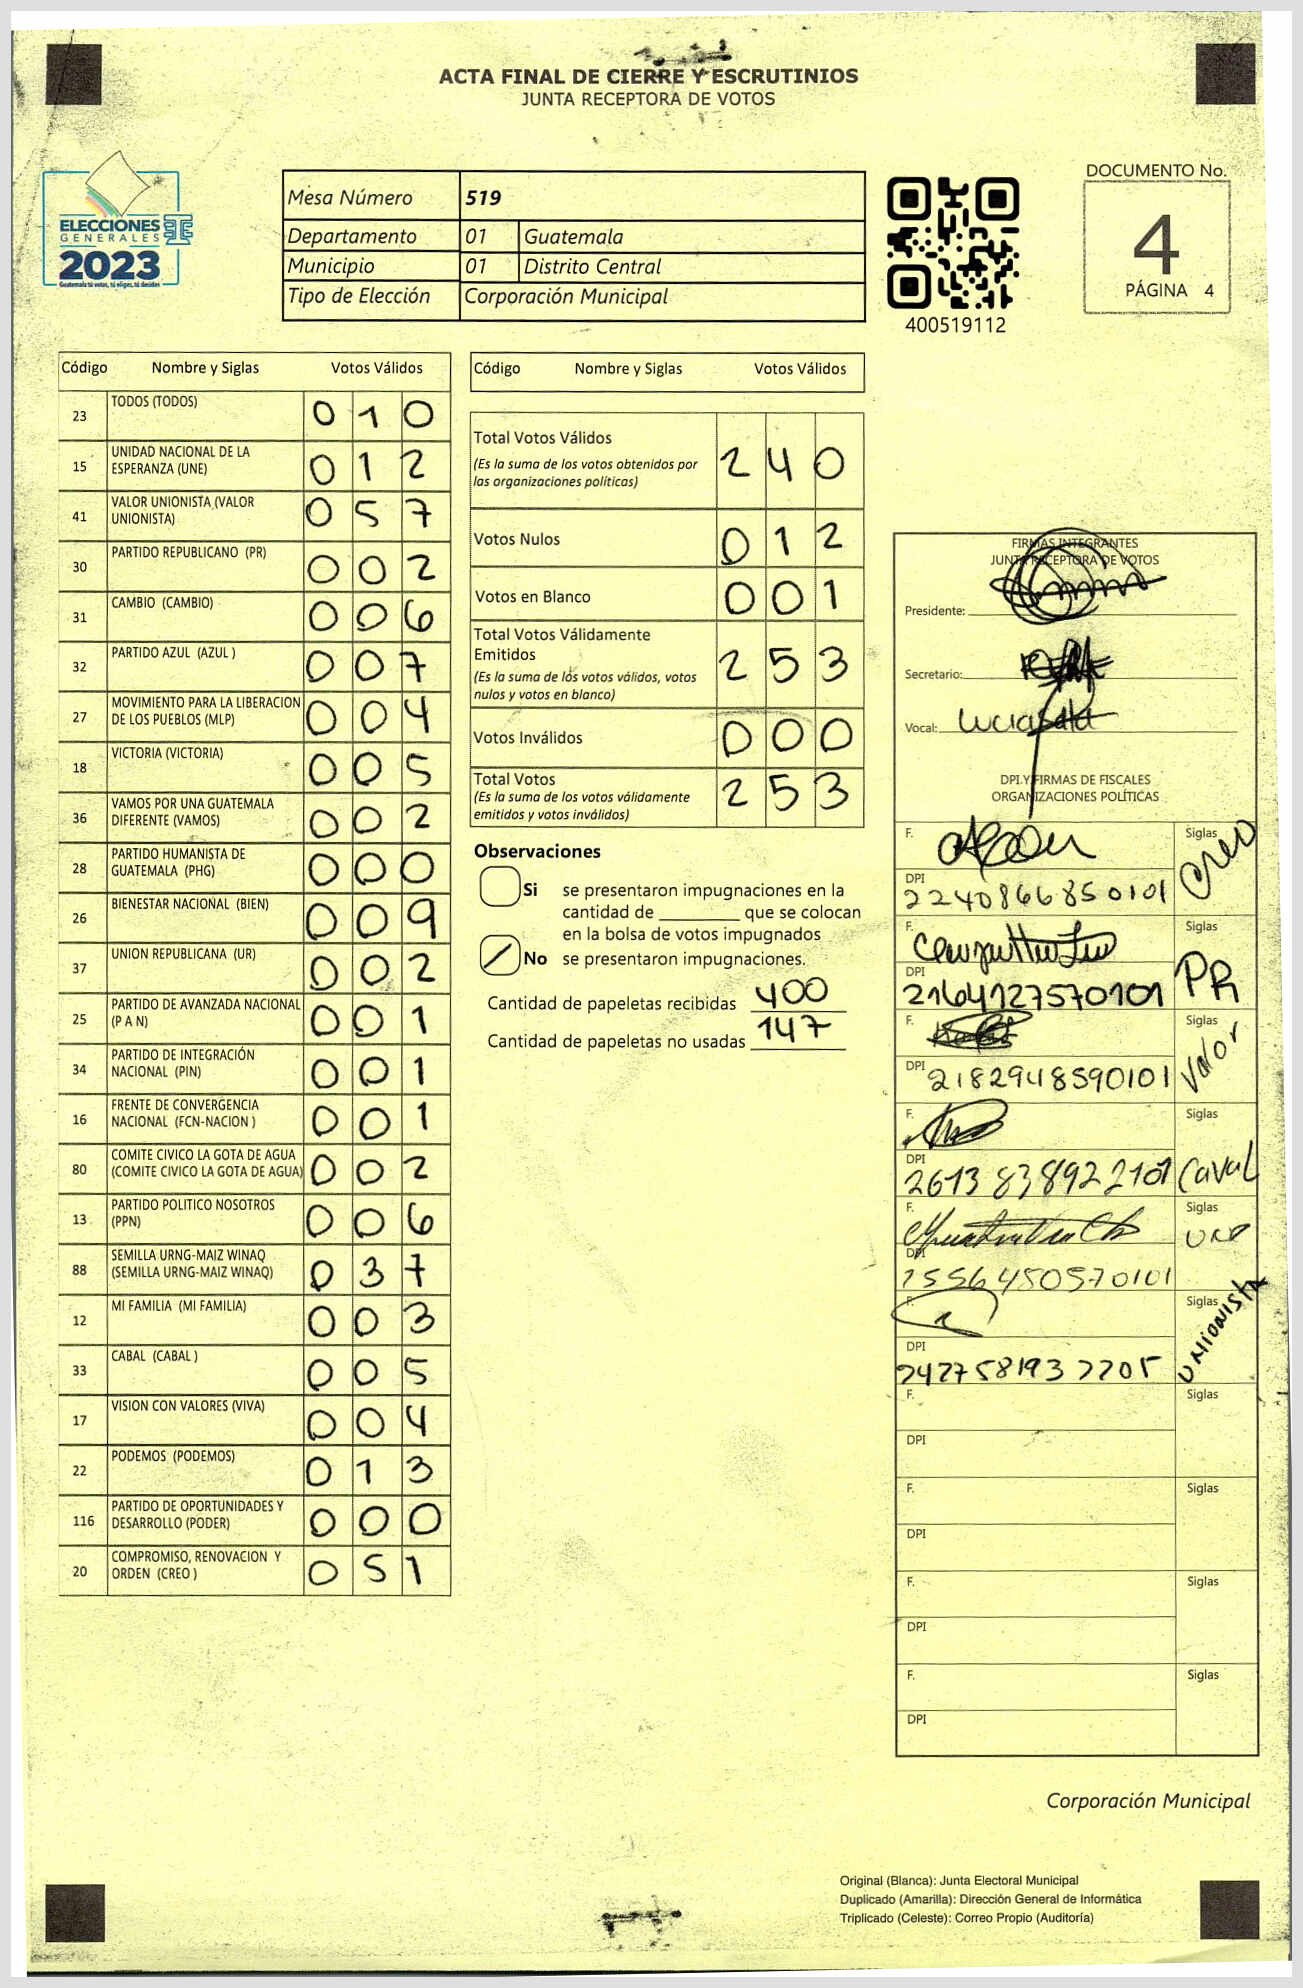 ACTA FINAL DE CIERRE Y ESCRUTINIOS
JUNTA RECEPTORA DE VOTOS
ELECCIONES
GENERALES
2023
Guatemala tú votas, tú eliges, tú decides
Mesa Número 519
Departamento 01 Guatemala
Municipio 01 Distrito Central
Tipo de Elección Corporación Municipal
400519112
DOCUMENTO No.
4
PÁGINA 4
Código Nombre y Siglas Votos Válidos
23 TODOS (TODOS) 0 1 0
15 UNIDAD NACIONAL DE LA
ESPERANZA (UNE) 0 1 2
41 VALOR UNIONISTA (VALOR
UNIONISTA) 0 5 7
30 PARTIDO REPUBLICANO (PR) 0 0 2
31 CAMBIO (CAMBIO) 0 0 6
32 PARTIDO AZUL (AZUL ) 0 0 7
27 MOVIMIENTO PARA LA LIBERACION
DE LOS PUEBLOS (MLP) 0 0 4
18 VICTORIA (VICTORIA) 0 0 5
36 VAMOS POR UNA GUATEMALA
DIFERENTE (VAMOS) 0 0 2
28 PARTIDO HUMANISTA DE
GUATEMALA (PHG) 0 0 0
26 BIENESTAR NACIONAL (BIEN) 0 0 9
37 UNION REPUBLICANA (UR) 0 0 2
25 PARTIDO DE AVANZADA NACIONAL
(P A N) 0 0 1
34 PARTIDO DE INTEGRACIÓN
NACIONAL (PIN) 0 0 1
16 FRENTE DE CONVERGENCIA
NACIONAL (FCN-NACION ) 0 0 1
80 COMITE CIVICO LA GOTA DE AGUA
(COMITE CIVICO LA GOTA DE AGUA) 0 0 2
13 PARTIDO POLITICO NOSOTROS
(PPN) 0 0 6
88 SEMILLA URNG-MAIZ WINAQ
(SEMILLA URNG-MAIZ WINAQ) 0 3 7
12 MI FAMILIA (MI FAMILIA) 0 0 3
33 CABAL (CABAL ) 0 0 5
17 VISION CON VALORES (VIVA) 0 0 4
22 PODEMOS (PODEMOS) 0 1 3
116 PARTIDO DE OPORTUNIDADES Y
DESARROLLO (PODER) 0 0 0
20 COMPROMISO, RENOVACION Y
ORDEN (CREO ) 0 5 1
Código Nombre y Siglas Votos Válidos
Total Votos Válidos 2 4 0
(Es la suma de los votos obtenidos por
las organizaciones políticas)
Votos Nulos 0 1 2
Votos en Blanco 0 0 1
Total Votos Válidamente
Emitidos 2 5 3
(Es la suma de los votos válidos, votos
nulos y votos en blanco)
Votos Inválidos 0 0 0
Total Votos 2 5 3
(Es la suma de los votos válidamente
emitidos y votos inválidos)
Observaciones
Si se presentaron impugnaciones en la
cantidad de ________ que se colocan
en la bolsa de votos impugnados
No se presentaron impugnaciones.
Cantidad de papeletas recibidas 400
Cantidad de papeletas no usadas 147
FIRMAS INTEGRANTES
JUNTA RECEPTORA DE VOTOS
Presidente:
Secretario:
Vocal:
DPI Y FIRMAS DE FISCALES
ORGANIZACIONES POLÍTICAS
F. Siglas Creo
DPI 2240866850101
F. Siglas PR
DPI 2164127570101
F. Siglas Valor
DPI 2182948590101
F. Siglas Caval
DPI 2613838922101
F. Siglas UNE
DPI
F. Siglas UNIONISTA
DPI
F. Siglas
DPI
F. Siglas
DPI
F. Siglas
DPI
F. Siglas
DPI
Corporación Municipal
Original (Blanca): Junta Electoral Municipal
Duplicado (Amarilla): Dirección General de Informática
Triplicado (Celeste): Correo Propio (Auditoría)